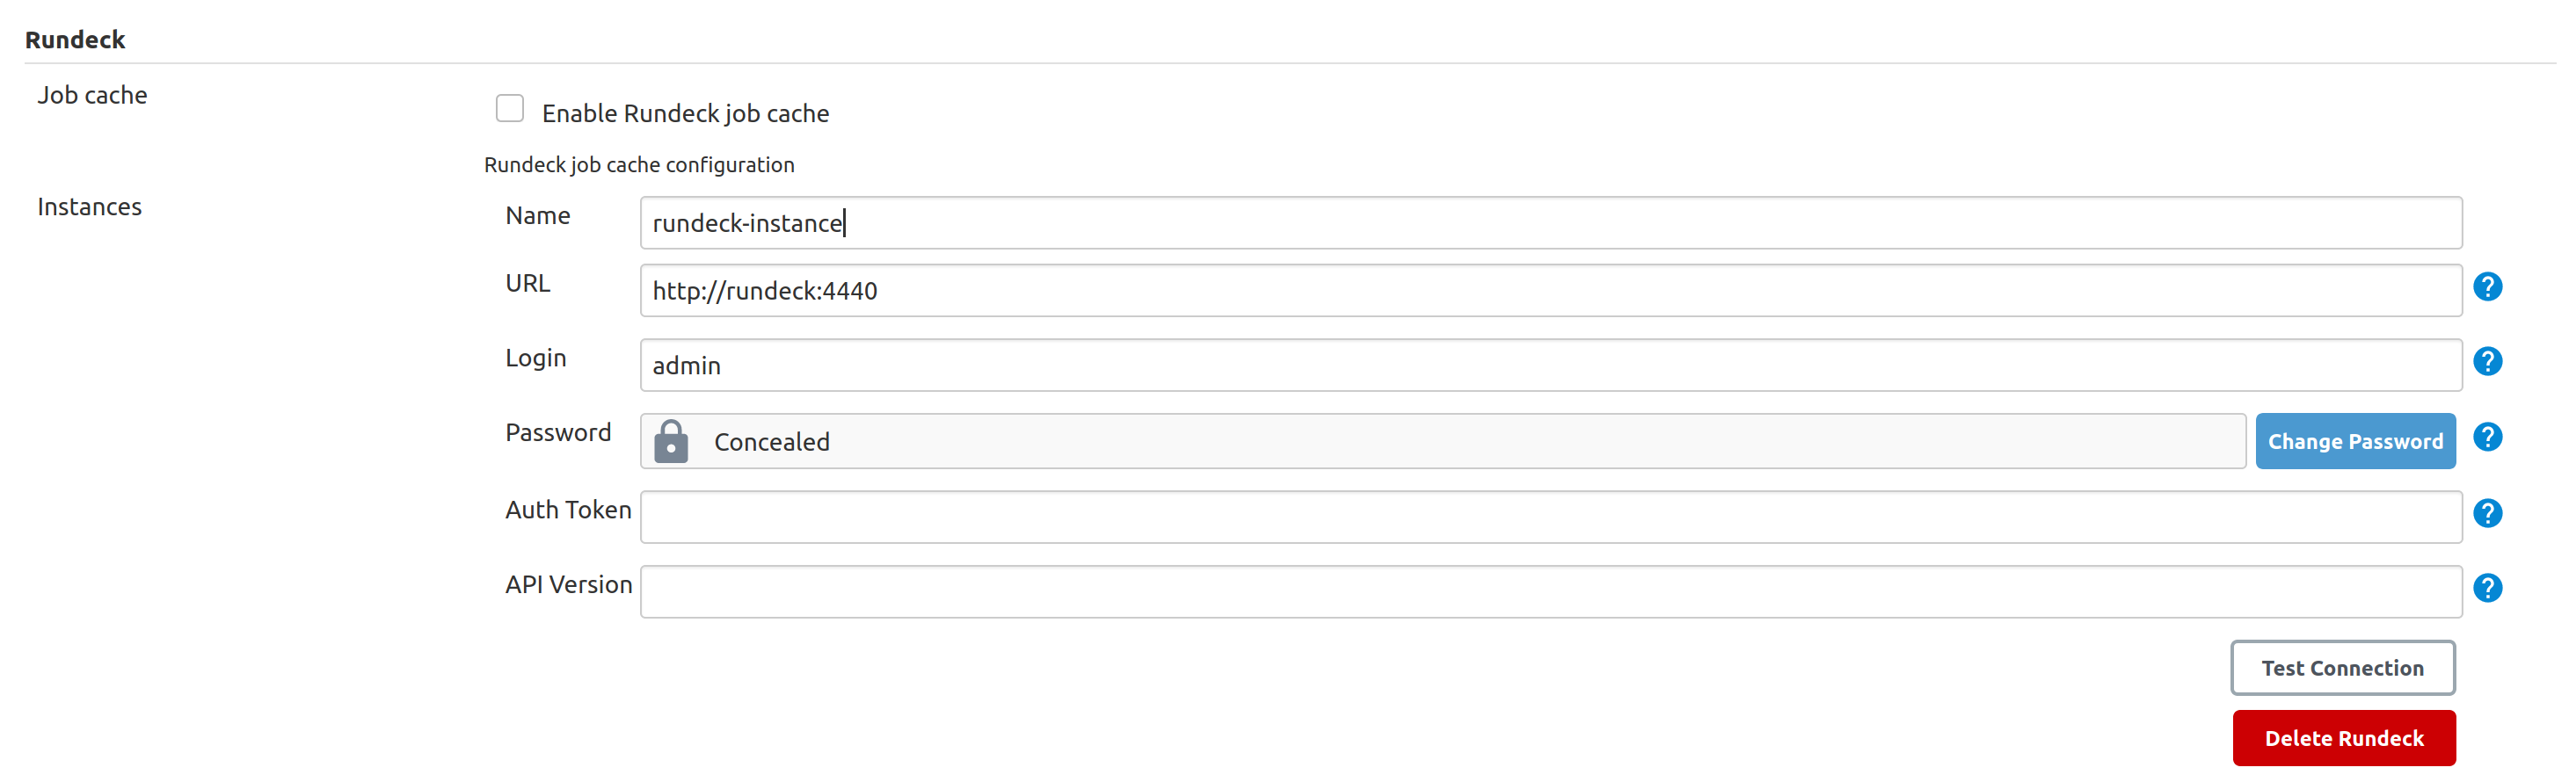 Rundeck
Job cache
Enable Rundeck job cache
Rundeck job cache configuration
Instances
Name
rundeck-instance
URL
http://rundeck:4440
?
Login
admin
?
Password
Concealed
Change Password
?
Auth Token
?
API Version
?
Test Connection
Delete Rundeck